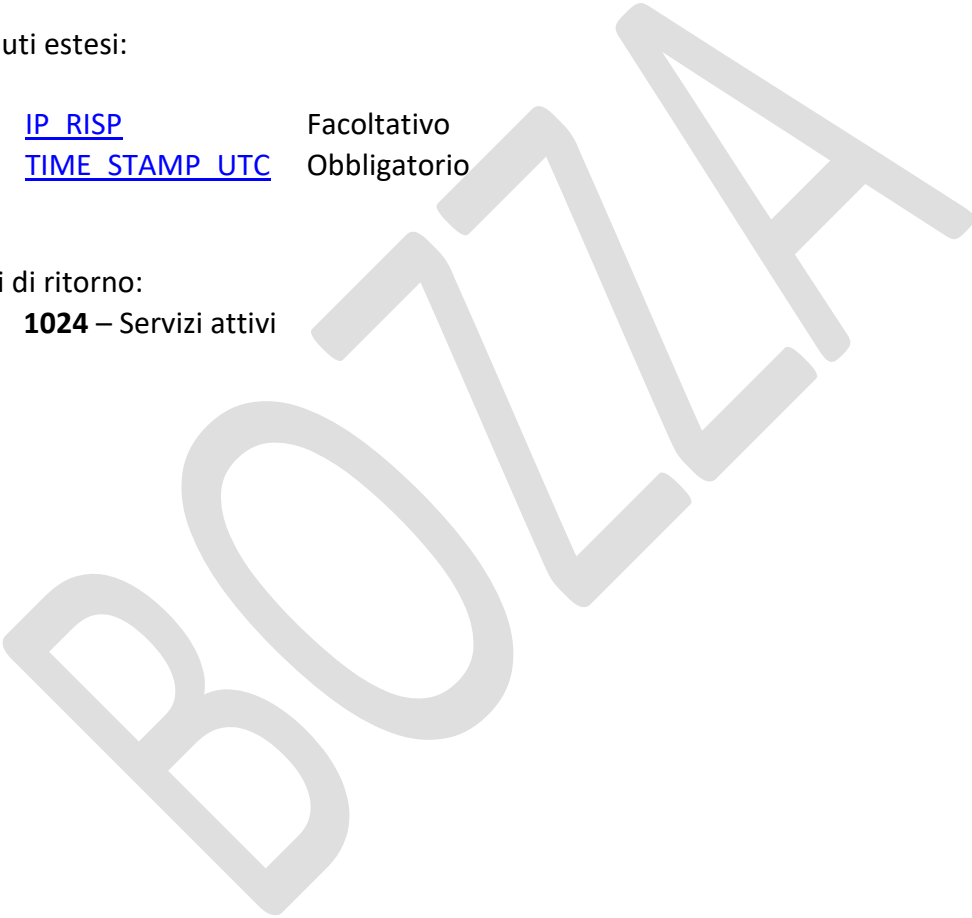 uti estesi:
IP_RISP Facoltativo
TIME_STAMP_UTC Obbligatorio
i di ritorno:
1024 – Servizi attivi
BOZZA